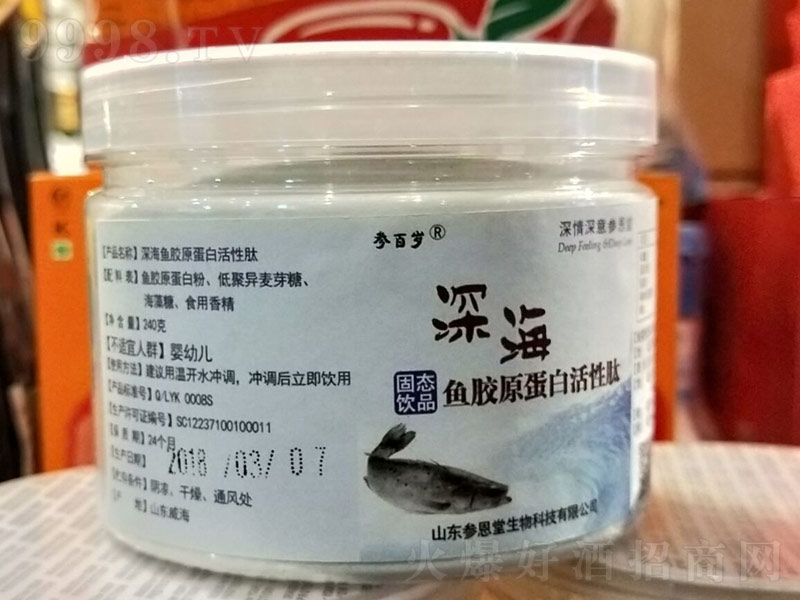 9998.TV
【产品名称】深海鱼胶原蛋白活性肽
【配 料 表】鱼胶原蛋白粉、低聚异麦芽糖、
海藻糖、食用香精
【净 含 量】240克
【不适宜人群】婴幼儿
【使用方法】建议用温开水冲调，冲调后立即饮用
【产品标准号】Q/LYK 0008S
【生产许可证编号】SC12237100100011
【保 质 期】24个月
【生产日期】 2018/03/07
【贮存条件】阴凉、干燥、通风处
【产 地】山东威海
参百岁®
深情深意参恩堂
Deep Feeling
深海
固态饮品
鱼胶原蛋白活性肽
山东参恩堂生物科技有限公司
火爆好酒招商网